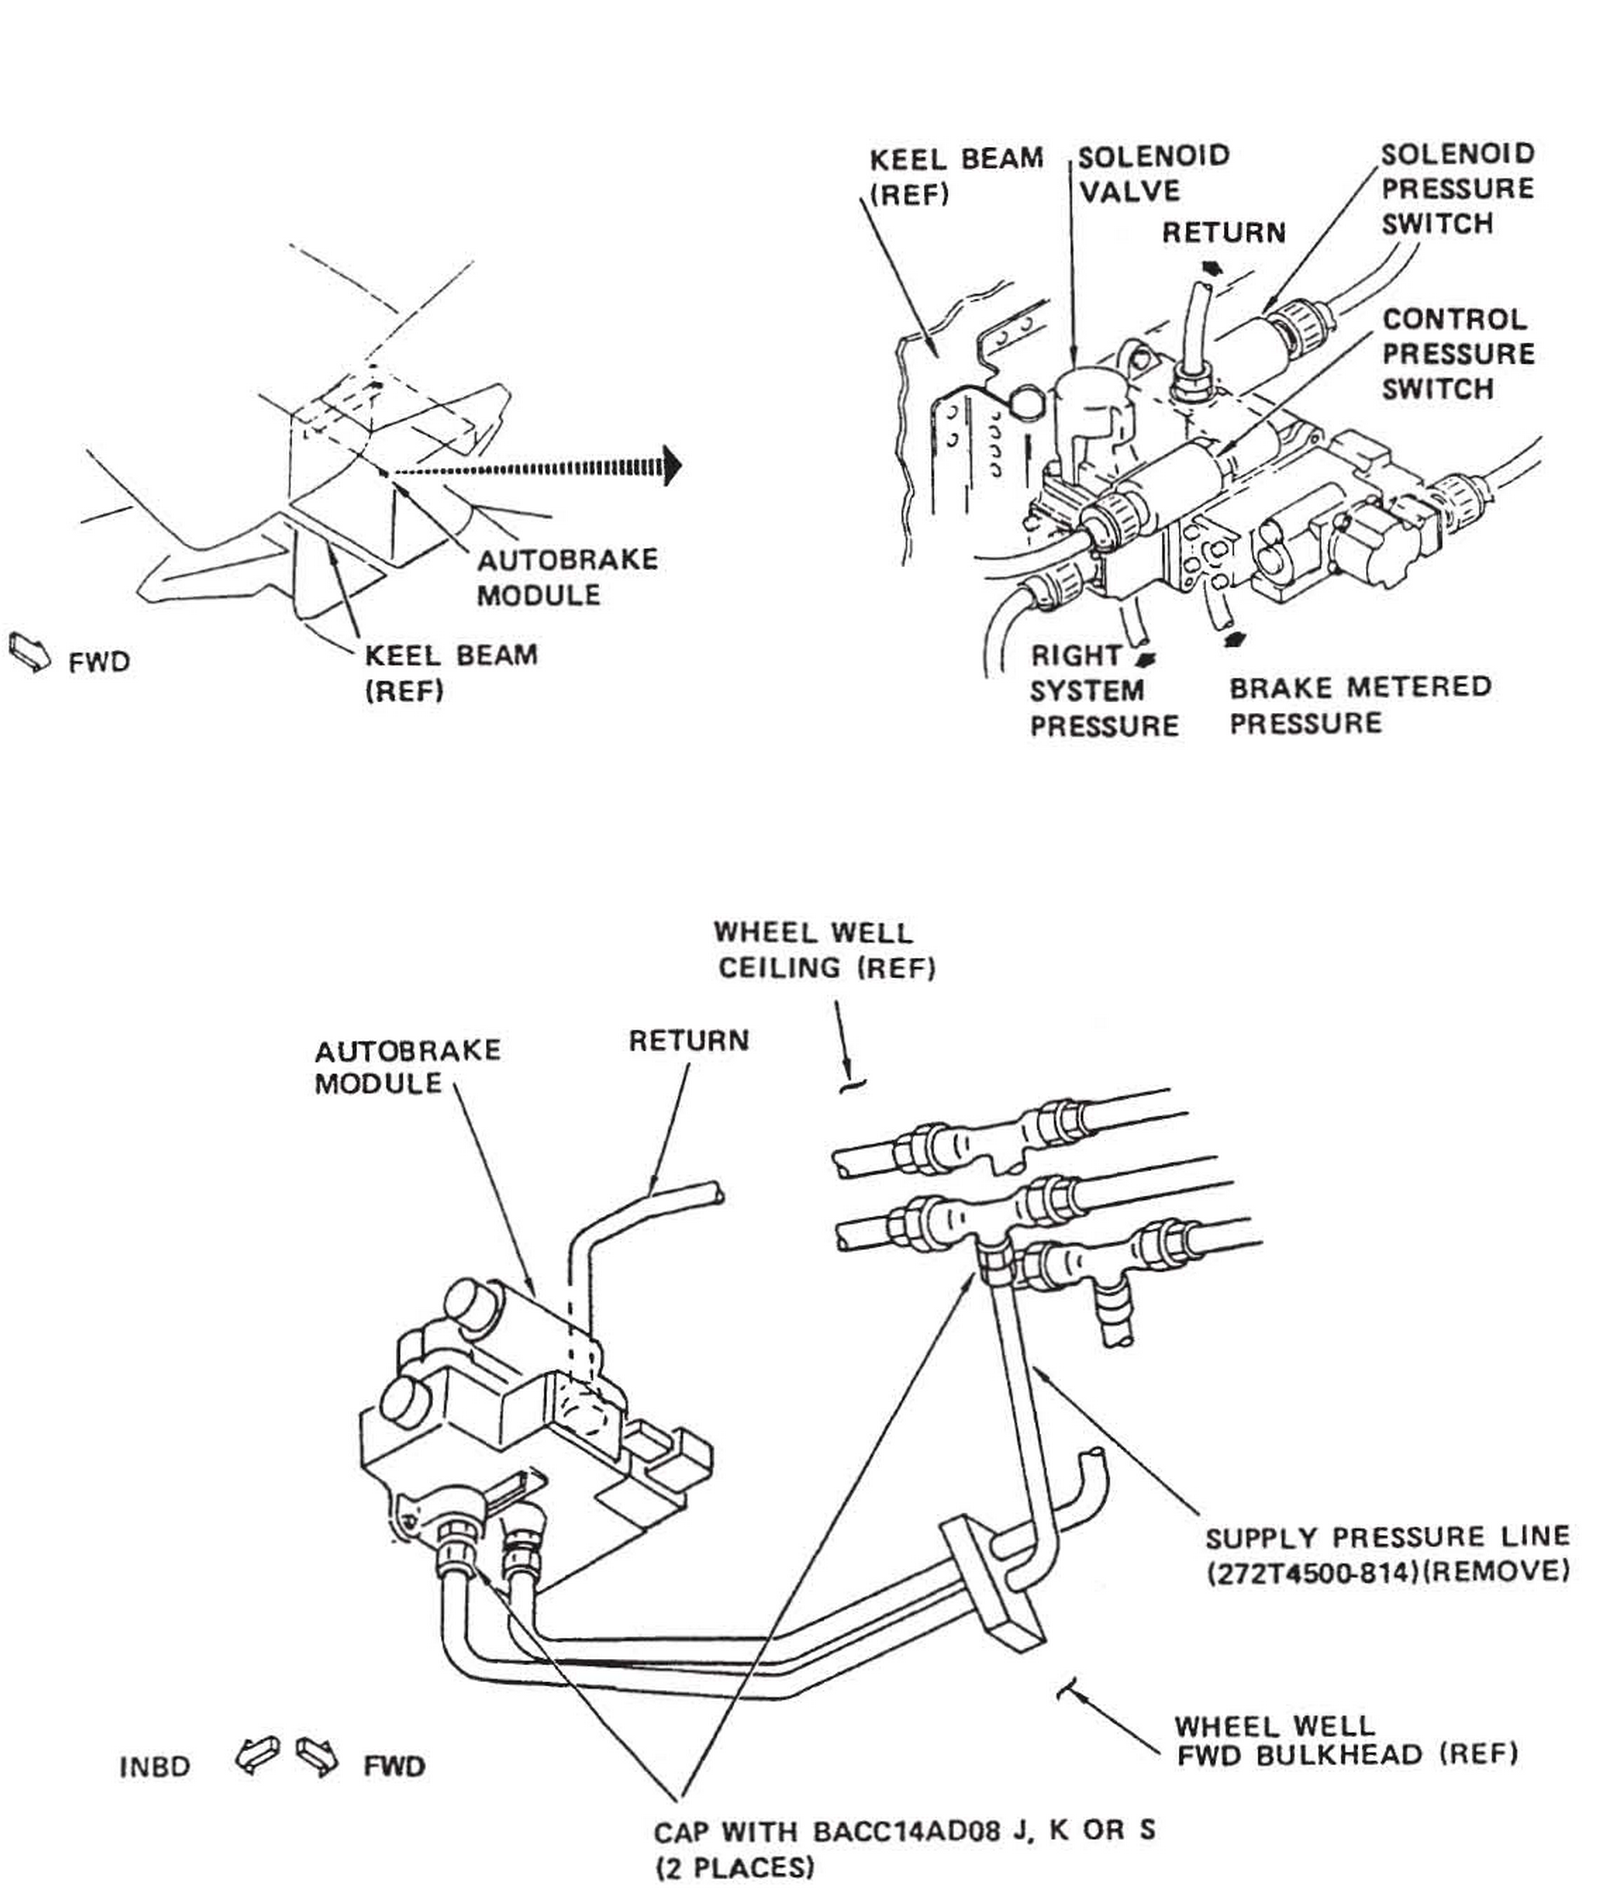 KEEL BEAM
(REF)
SOLENOID
VALVE
RETURN
SOLENOID
PRESSURE
SWITCH
CONTROL
PRESSURE
SWITCH
AUTOBRAKE
MODULE
KEEL BEAM
(REF)
FWD
RIGHT
SYSTEM
PRESSURE
BRAKE METERED
PRESSURE
WHEEL WELL
CEILING (REF)
AUTOBRAKE
MODULE
RETURN
SUPPLY PRESSURE LINE
(272T4500-814)(REMOVE)
WHEEL WELL
FWD BULKHEAD (REF)
INBD
FWD
CAP WITH BACC14AD08 J, K OR S
(2 PLACES)